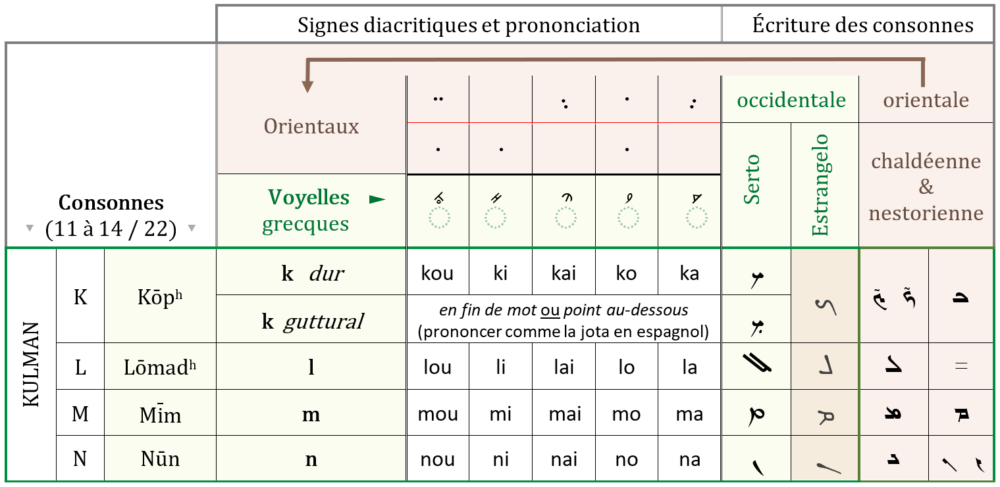 Signes diacritiques et prononciation
Écriture des consonnes
Orientaux
occidentale
orientale
Serto
Estrangelo
chaldéenne
&
nestorienne
Consonnes
▼ (11 à 14 / 22) ▼
Voyelles ►
grecques
KULMAN
K
Kōpʰ
k dur
kou ki kai ko ka
k guttural
en fin de mot ou point au-dessous
(prononcer comme la jota en espagnol)
L Lōmadʰ l lou li lai lo la =
M Mīm m mou mi mai mo ma
N Nūn n nou ni nai no na